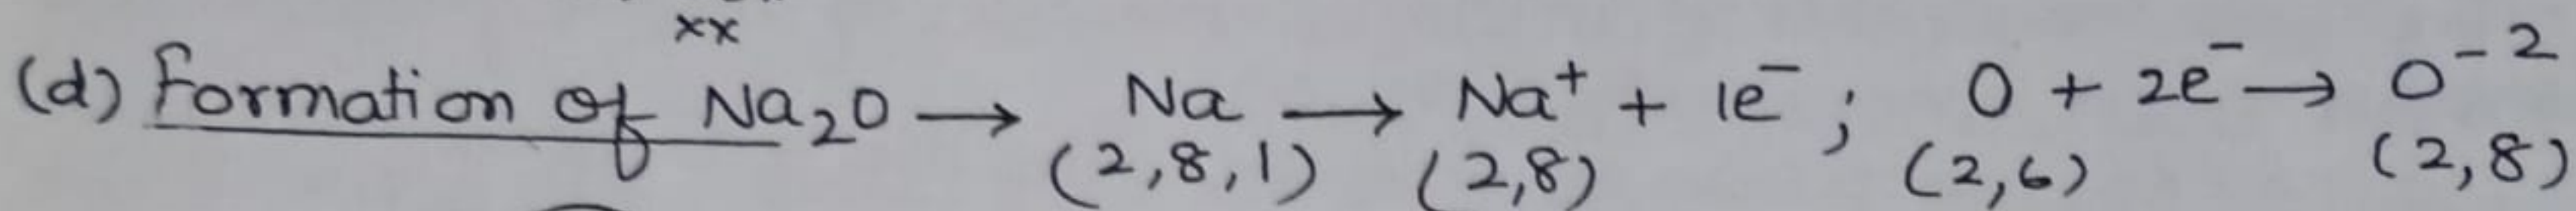 xx
(d) Formation of Na₂O → Na → Na⁺ + 1e⁻ ; O + 2e⁻ → O⁻²
(2,8,1) (2,8) (2,6) (2,8)